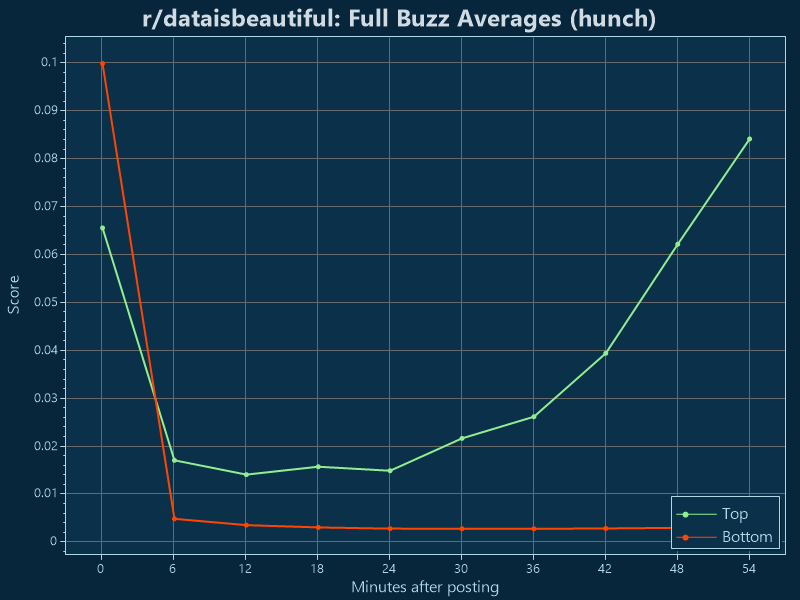 r/dataisbeautiful: Full Buzz Averages (hunch)
0.1
0.09
0.08
0.07
0.06
0.05
0.04
0.03
0.02
0.01
0
Score
Top
Bottom
0 6 12 18 24 30 36 42 48 54
Minutes after posting